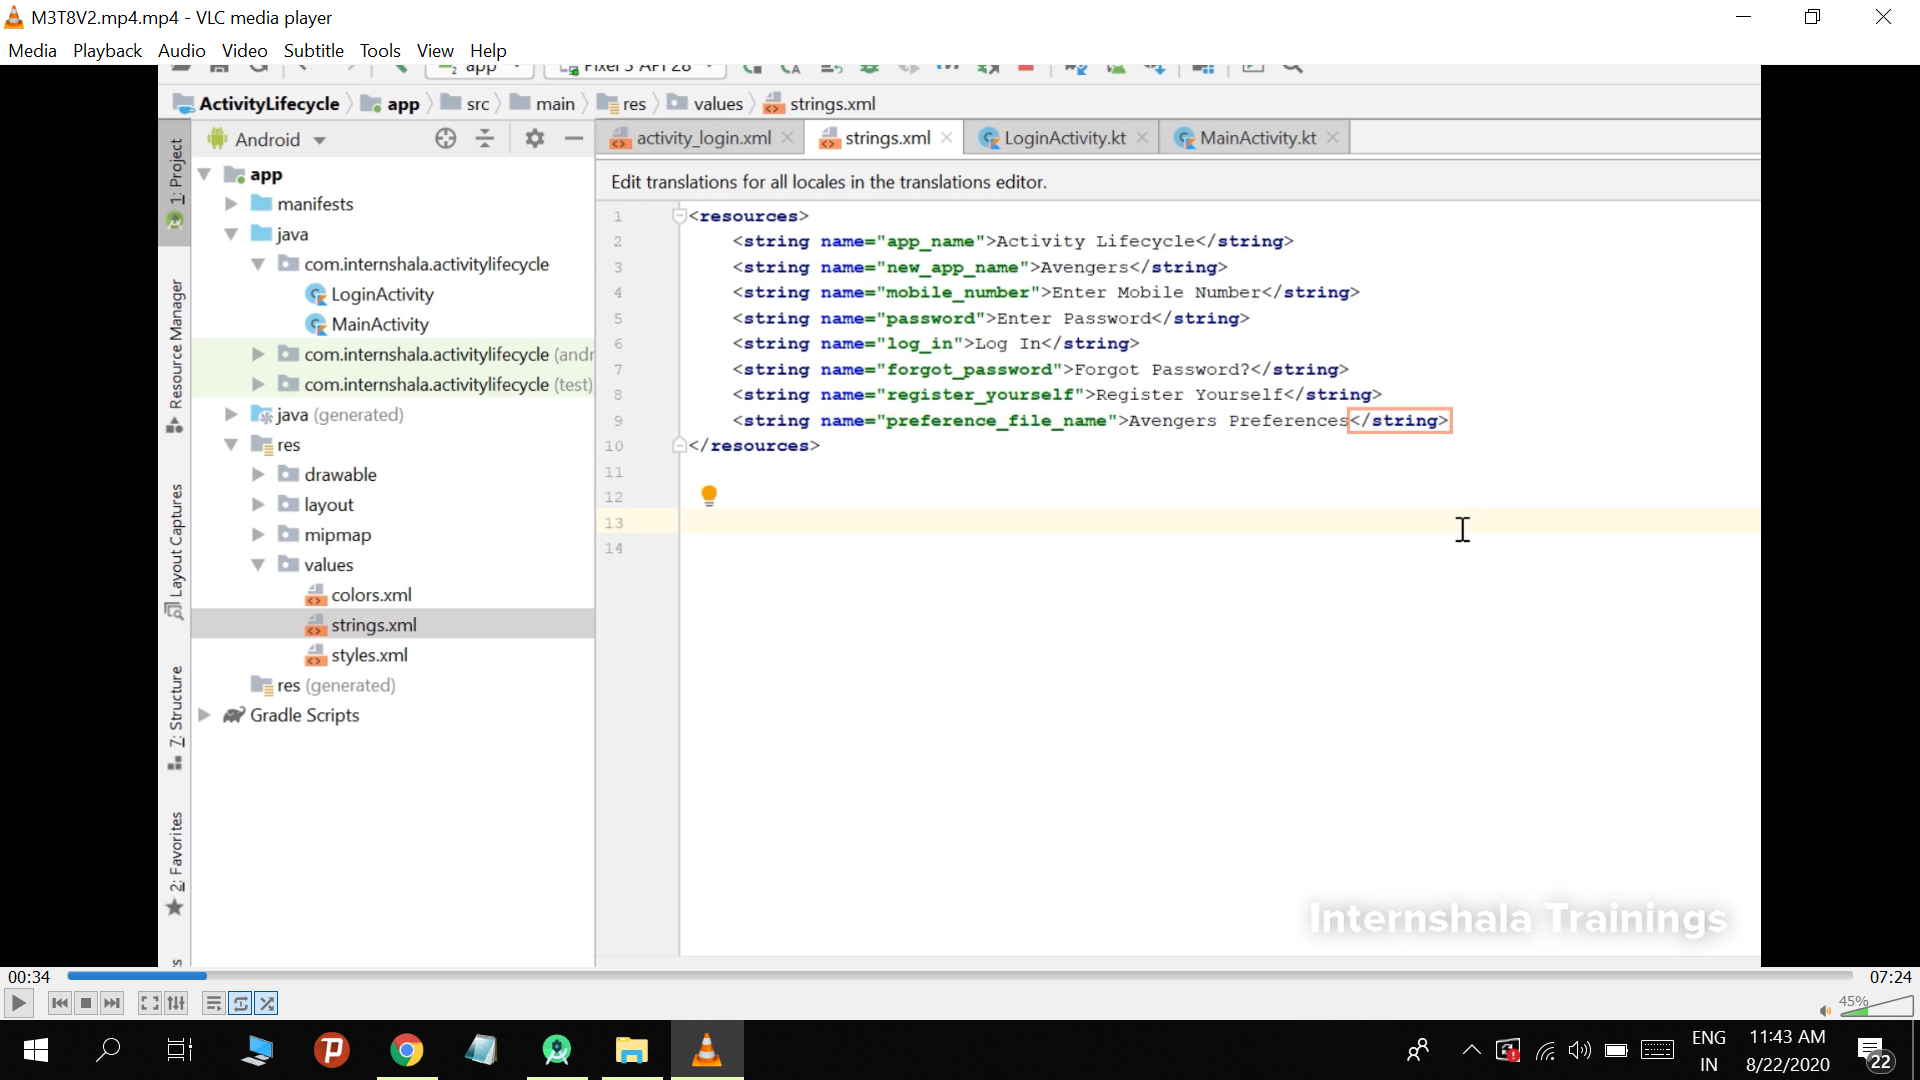 M3T8V2.mp4.mp4 - VLC media player
Media Playback Audio Video Subtitle Tools View Help
app Pixel 3 API 28
ActivityLifecycle app src main res values strings.xml
Android
activity_login.xml strings.xml LoginActivity.kt MainActivity.kt
Edit translations for all locales in the translations editor.
1: Project
Resource Manager
Layout Captures
7: Structure
2: Favorites
app
manifests
java
com.internshala.activitylifecycle
LoginActivity
MainActivity
com.internshala.activitylifecycle (andr
com.internshala.activitylifecycle (test)
java (generated)
res
drawable
layout
mipmap
values
colors.xml
strings.xml
styles.xml
res (generated)
Gradle Scripts
1 <resources>
2 <string name="app_name">Activity Lifecycle</string>
3 <string name="new_app_name">Avengers</string>
4 <string name="mobile_number">Enter Mobile Number</string>
5 <string name="password">Enter Password</string>
6 <string name="log_in">Log In</string>
7 <string name="forgot_password">Forgot Password?</string>
8 <string name="register_yourself">Register Yourself</string>
9 <string name="preference_file_name">Avengers Preferences</string>
10 </resources>
11
12
13
14
Internshala Trainings
00:34 07:24
45%
ENG 11:43 AM
IN 8/22/2020 22